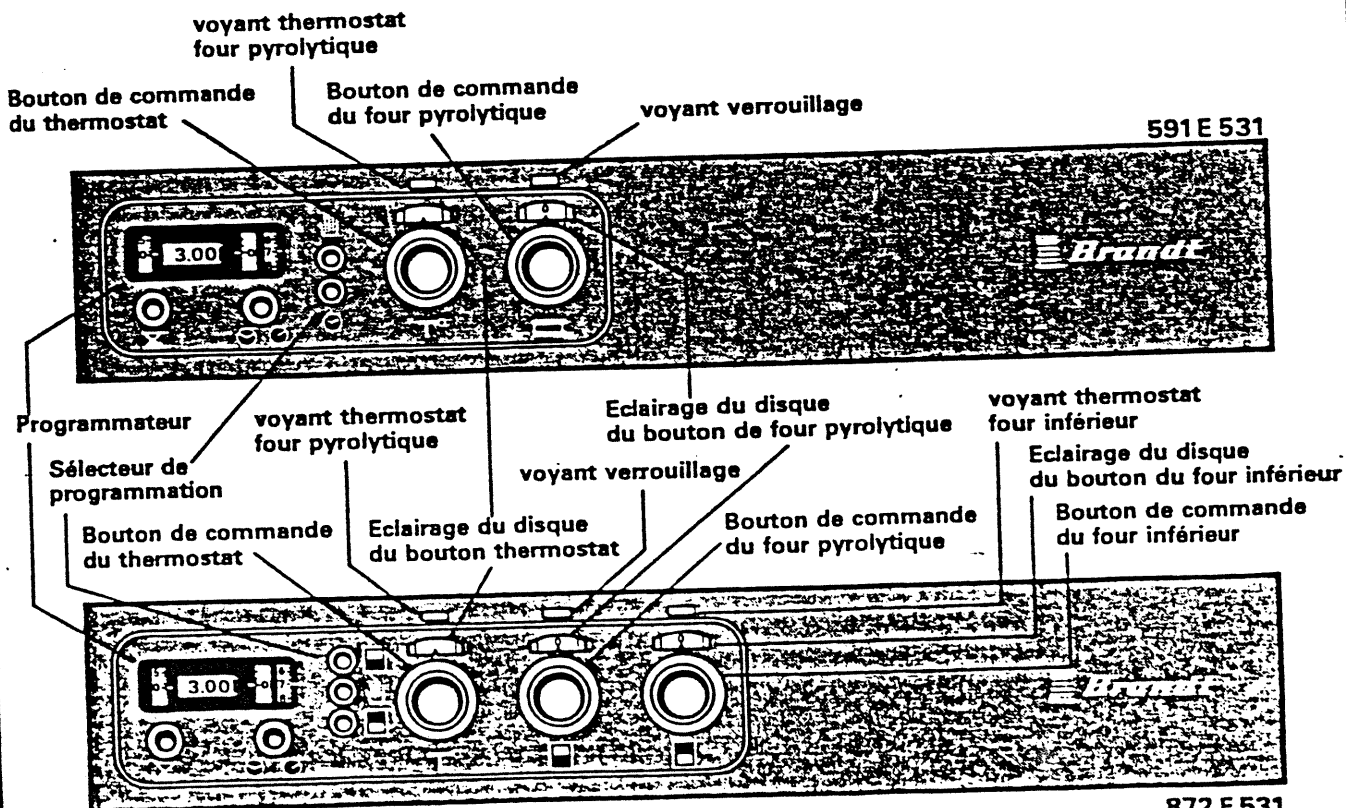 voyant thermostat
four pyrolytique
Bouton de commande
du thermostat
Bouton de commande
du four pyrolytique
voyant verrouillage
591 E 531
3.00
Brandt
Programmateur
Sélecteur de
programmation
voyant thermostat
four pyrolytique
Eclairage du disque
du bouton de four pyrolytique
voyant thermostat
four inférieur
voyant verrouillage
Eclairage du disque
du bouton du four inférieur
Bouton de commande
du thermostat
Eclairage du disque
du bouton thermostat
Bouton de commande
du four pyrolytique
Bouton de commande
du four inférieur
3.00
Brandt
872 E 531